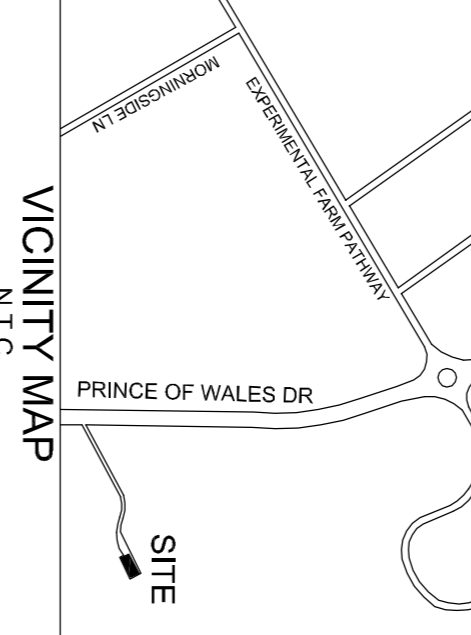 MORNINGSIDE LN
EXPERIMENTAL FARM PATHWAY
PRINCE OF WALES DR
SITE
VICINITY MAP